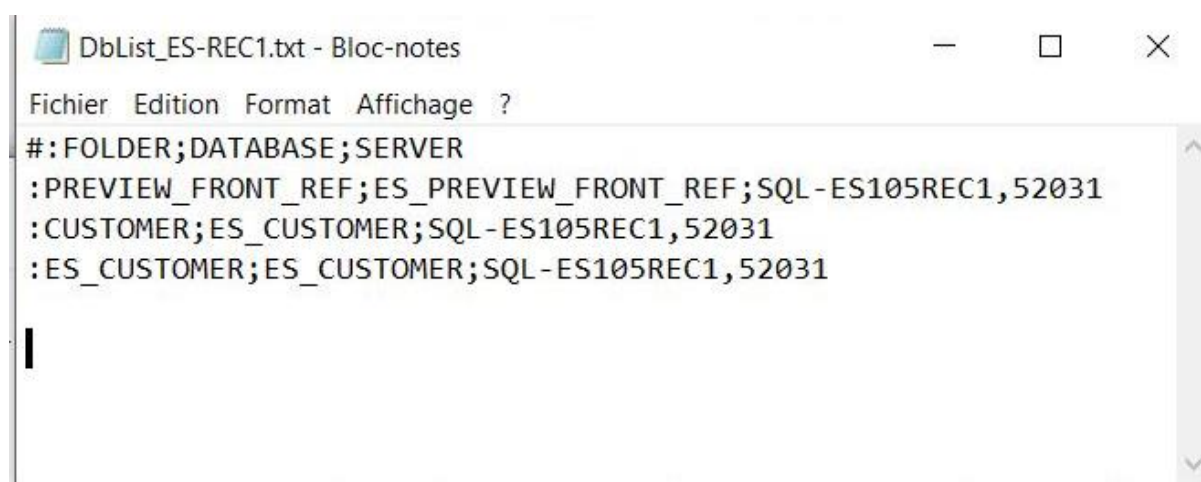 DbList_ES-REC1.txt - Bloc-notes
Fichier Edition Format Affichage ?
#:FOLDER;DATABASE;SERVER
:PREVIEW_FRONT_REF;ES_PREVIEW_FRONT_REF;SQL-ES105REC1,52031
:CUSTOMER;ES_CUSTOMER;SQL-ES105REC1,52031
:ES_CUSTOMER;ES_CUSTOMER;SQL-ES105REC1,52031